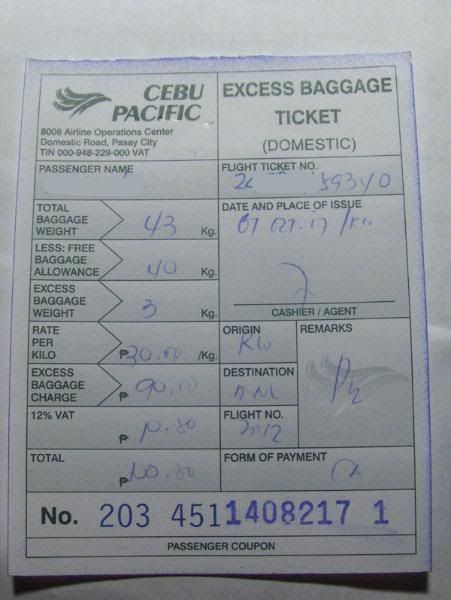 CEBU
PACIFIC
8006 Airline Operations Center
Domestic Road, Pasay City
TIN 000-948-229-000 VAT
EXCESS BAGGAGE
TICKET
(DOMESTIC)
PASSENGER NAME
FLIGHT TICKET NO.
TOTAL
BAGGAGE
WEIGHT
43 Kg.
DATE AND PLACE OF ISSUE
LESS: FREE
BAGGAGE
ALLOWANCE
40 Kg.
EXCESS
BAGGAGE
WEIGHT
3 Kg.
CASHIER / AGENT
RATE
PER
KILO
₱30.00 /Kg.
ORIGIN
KLO
REMARKS
EXCESS
BAGGAGE
CHARGE
₱ 90.00
DESTINATION
MNL
12% VAT
₱ 10.80
FLIGHT NO.
TOTAL
₱
FORM OF PAYMENT
No. 203 4511408217 1
PASSENGER COUPON